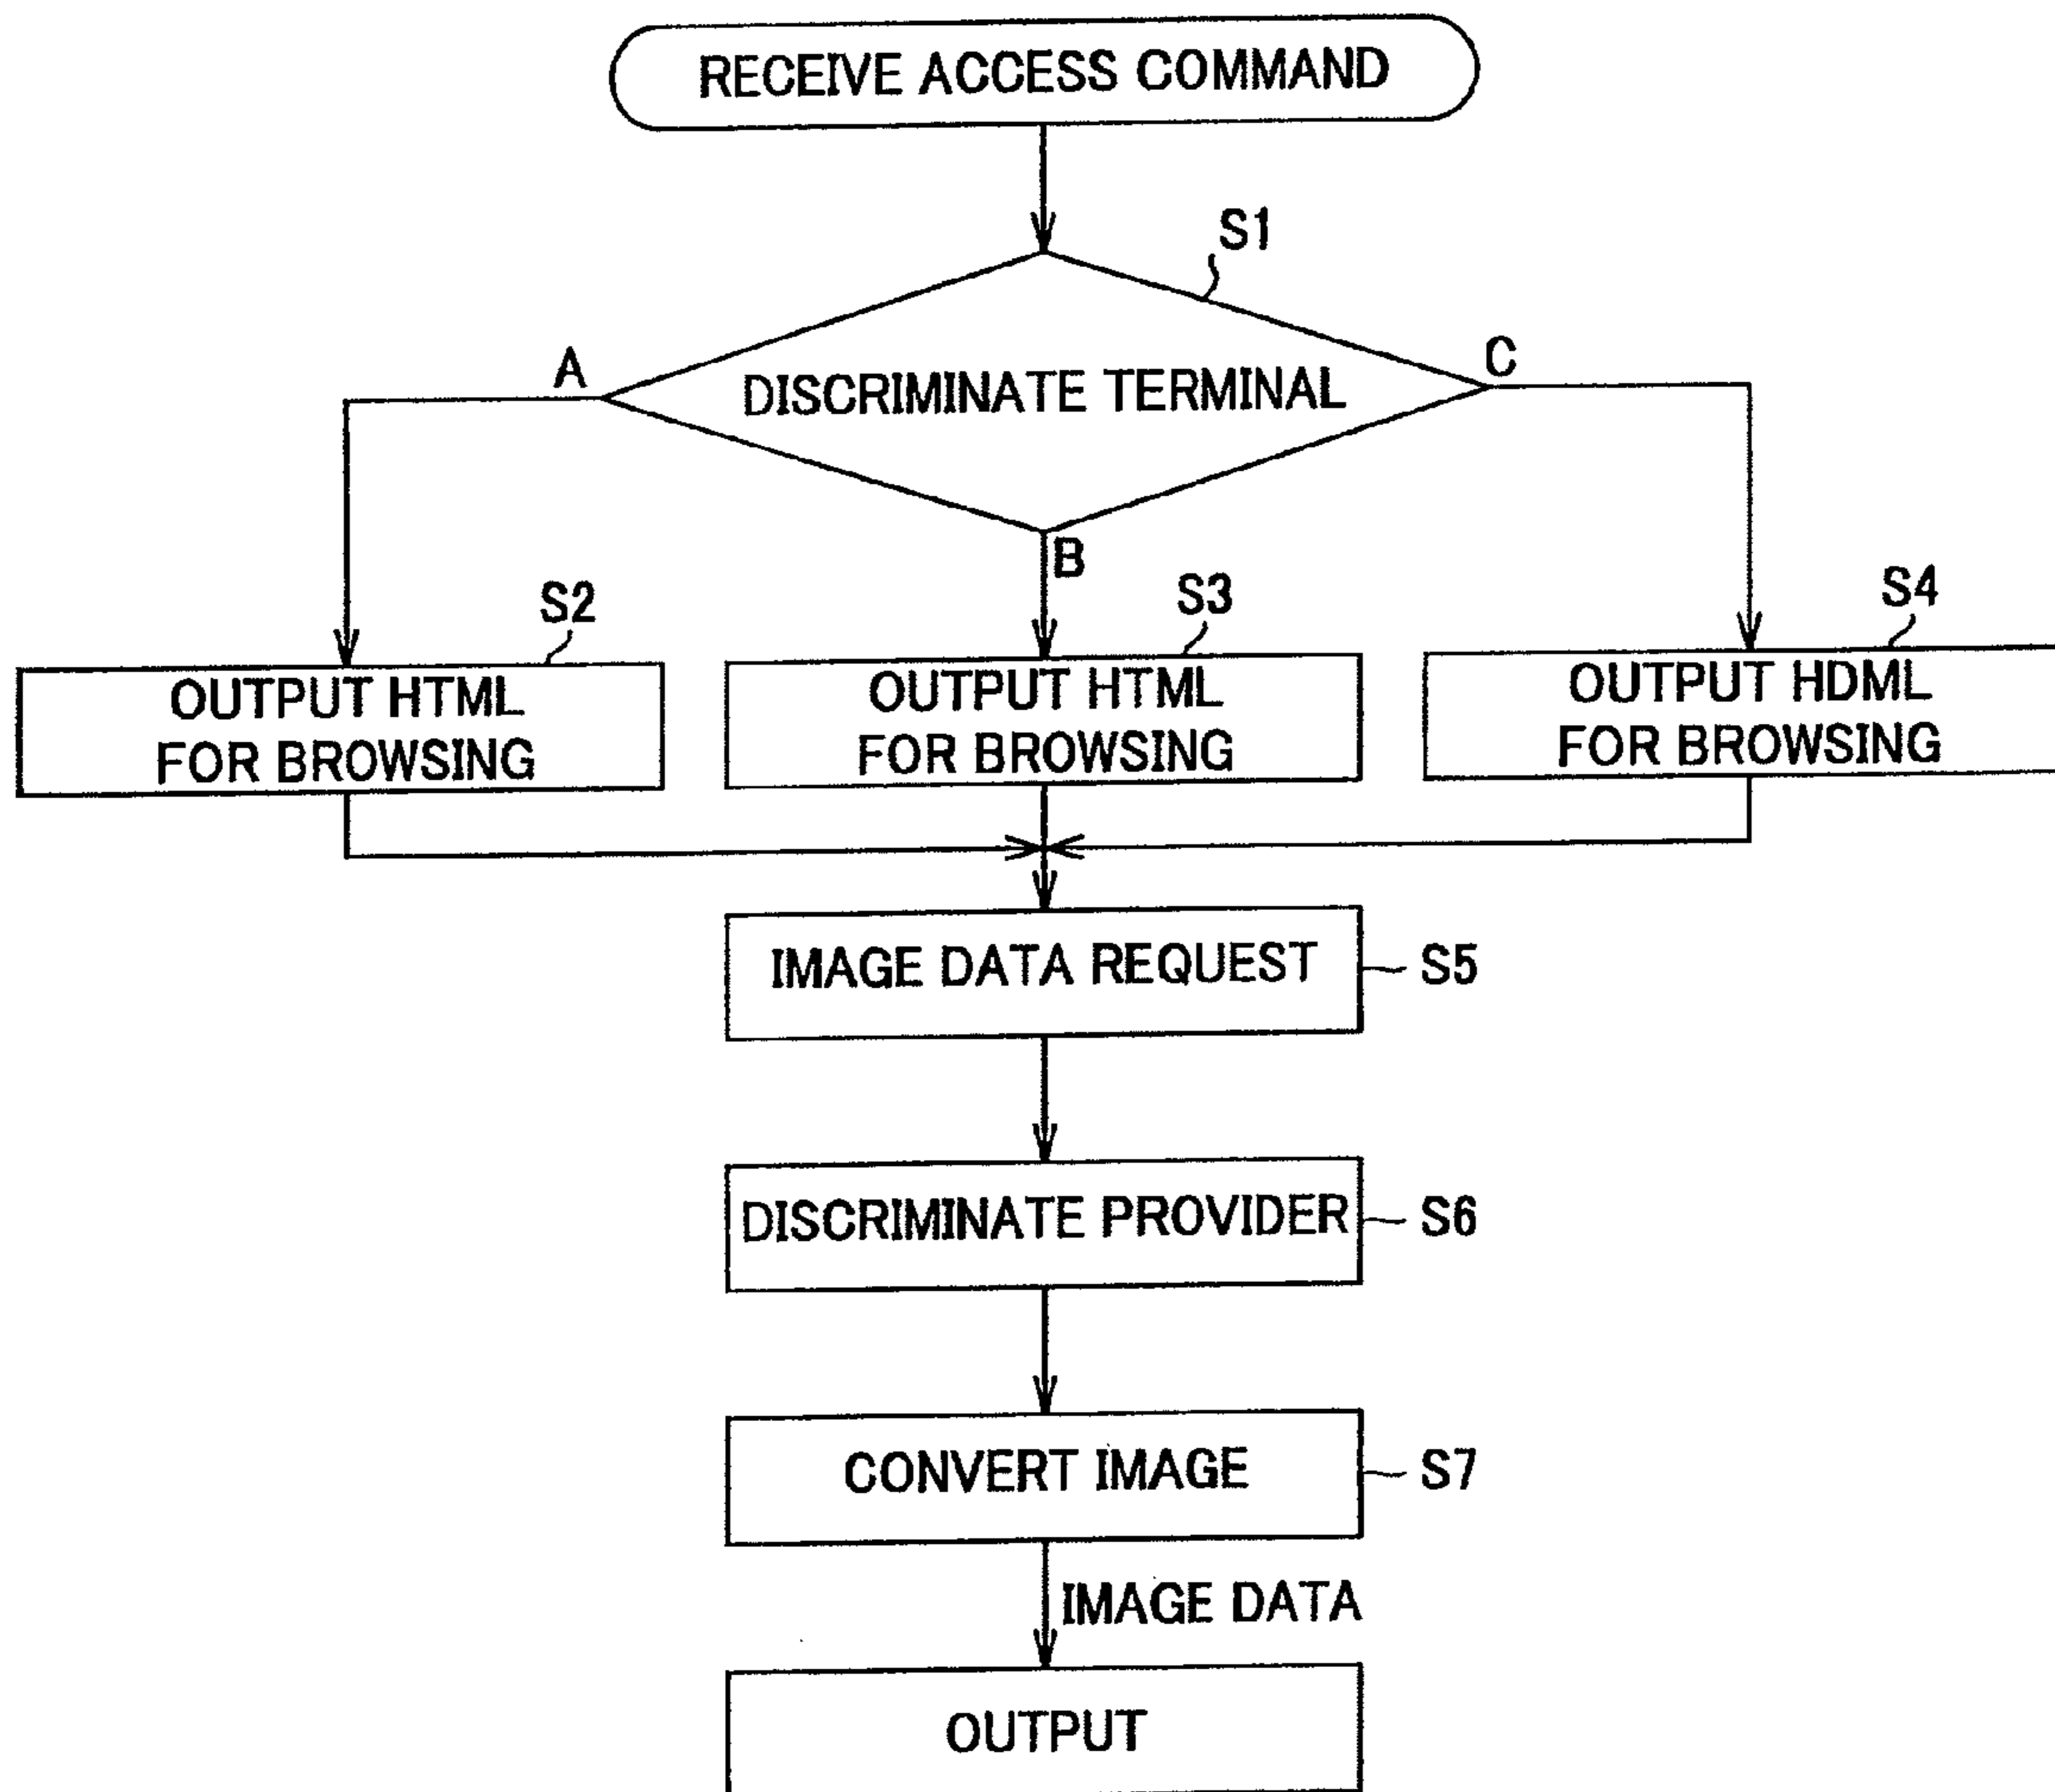 RECEIVE ACCESS COMMAND
S1
A
DISCRIMINATE TERMINAL
C
B
S2
S3
S4
OUTPUT HTML
FOR BROWSING
OUTPUT HTML
FOR BROWSING
OUTPUT HDML
FOR BROWSING
IMAGE DATA REQUEST
S5
DISCRIMINATE PROVIDER
S6
CONVERT IMAGE
S7
IMAGE DATA
OUTPUT